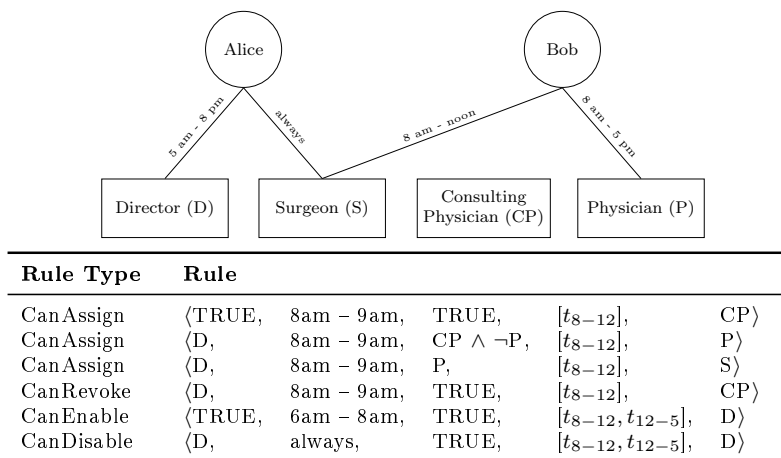 Alice
Bob
5 am - 8 pm
always
8 am - noon
8 am - 5 pm
Director (D)
Surgeon (S)
Consulting
Physician (CP)
Physician (P)
Rule Type Rule
CanAssign ⟨TRUE, 8am – 9am, TRUE, [t₈₋₁₂], CP⟩
CanAssign ⟨D, 8am – 9am, CP ∧ ¬P, [t₈₋₁₂], P⟩
CanAssign ⟨D, 8am – 9am, P, [t₈₋₁₂], S⟩
CanRevoke ⟨D, 8am – 9am, TRUE, [t₈₋₁₂], CP⟩
CanEnable ⟨TRUE, 6am – 8am, TRUE, [t₈₋₁₂, t₁₂₋₅], D⟩
CanDisable ⟨D, always, TRUE, [t₈₋₁₂, t₁₂₋₅], D⟩